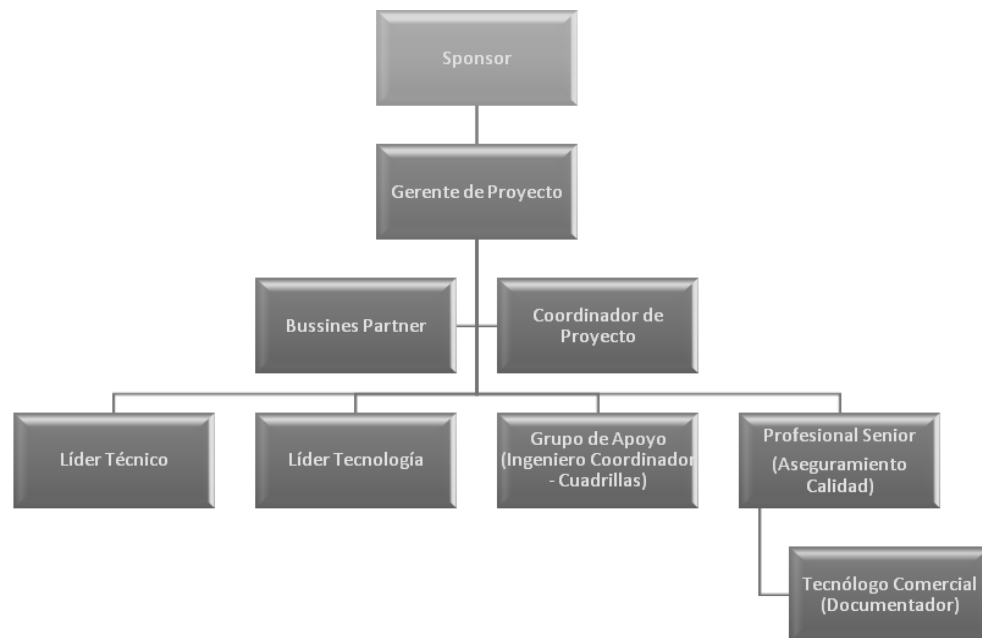 Sponsor
Gerente de Proyecto
Bussines Partner
Coordinador de
Proyecto
Líder Técnico
Líder Tecnología
Grupo de Apoyo
(Ingeniero Coordinador
- Cuadrillas)
Profesional Senior
(Aseguramiento
Calidad)
Tecnólogo Comercial
(Documentador)